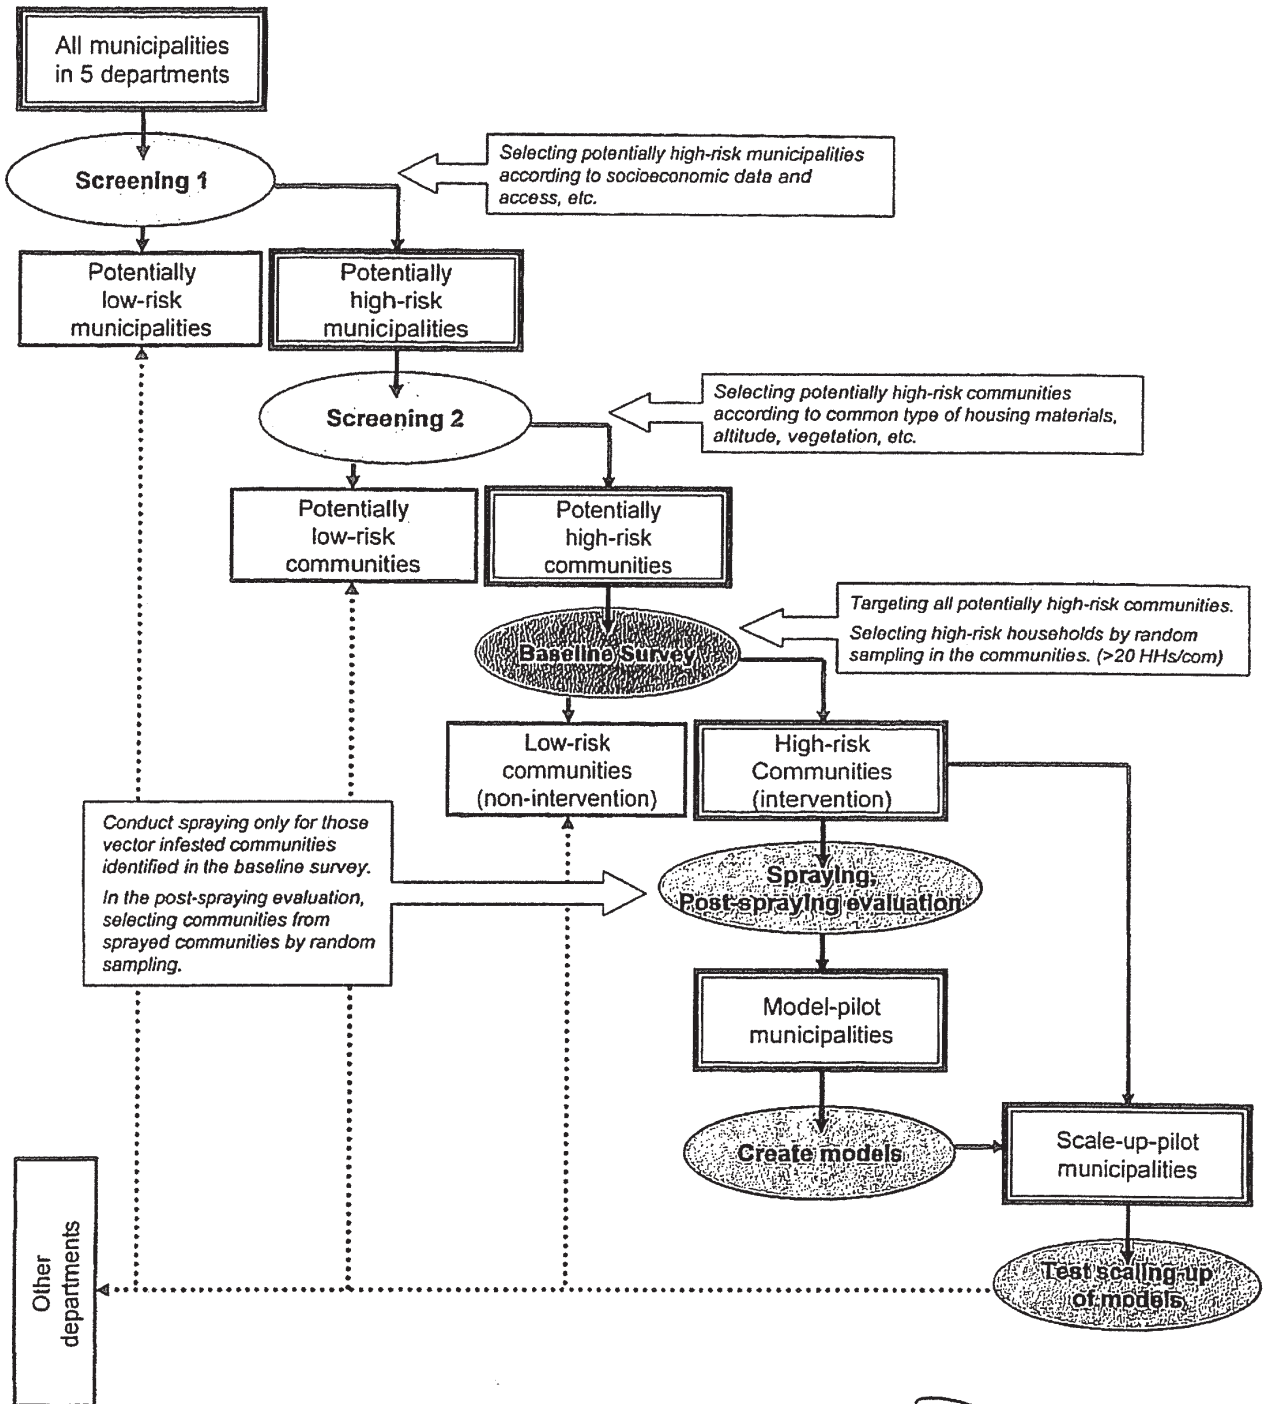 All municipalities
in 5 departments
Screening 1
Selecting potentially high-risk municipalities
according to socioeconomic data and
access, etc.
Potentially
low-risk
municipalities
Potentially
high-risk
municipalities
Screening 2
Selecting potentially high-risk communities
according to common type of housing materials,
altitude, vegetation, etc.
Potentially
low-risk
communities
Potentially
high-risk
communities
Targeting all potentially high-risk communities.
Selecting high-risk households by random
sampling in the communities. (>20 HHs/com)
Baseline Survey
Low-risk
communities
(non-intervention)
High-risk
Communities
(intervention)
Conduct spraying only for those
vector infested communities
identified in the baseline survey.
In the post-spraying evaluation,
selecting communities from
sprayed communities by random
sampling.
Spraying,
Post-spraying evaluation
Model-pilot
municipalities
Create models
Scale-up-pilot
municipalities
Test scaling-up
of models
Other
departments